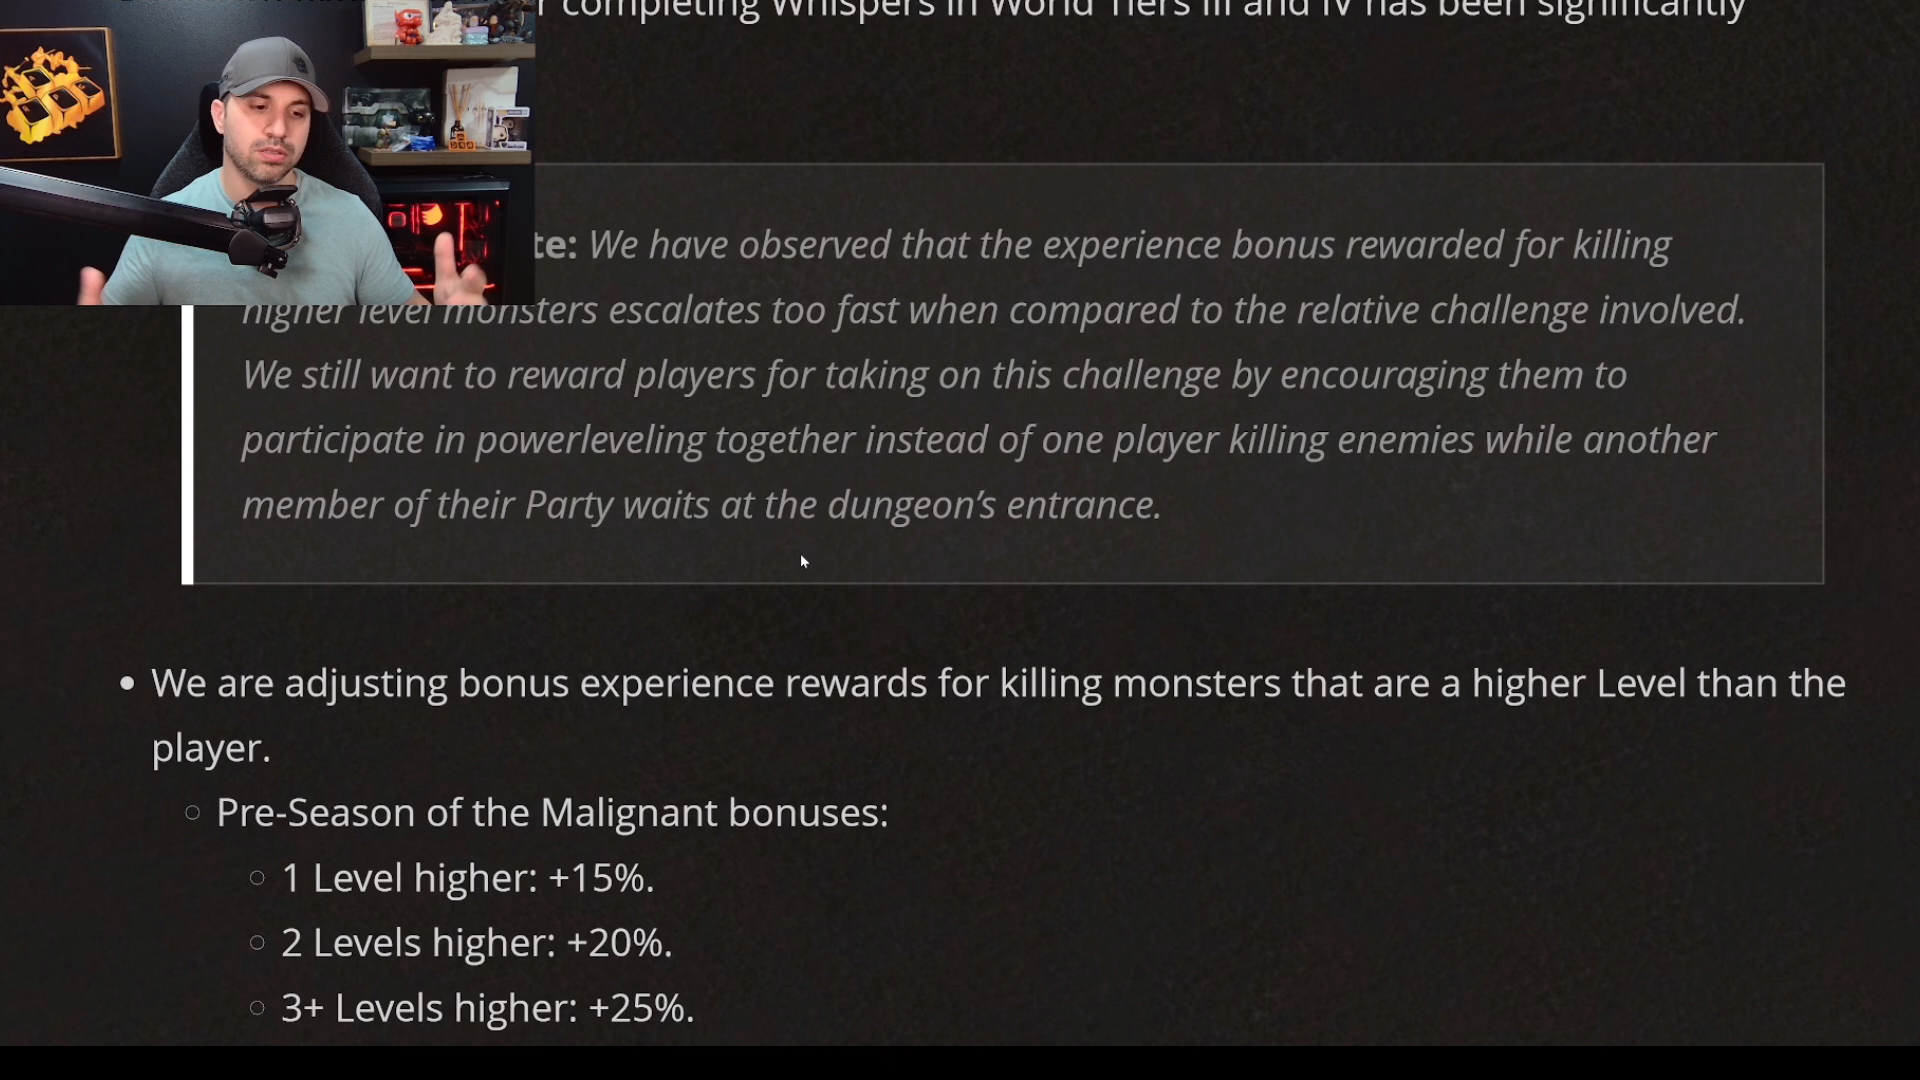 completing Whispers in World Tiers III and IV has been significantly
te: We have observed that the experience bonus rewarded for killing
higher level monsters escalates too fast when compared to the relative challenge involved.
We still want to reward players for taking on this challenge by encouraging them to
participate in powerleveling together instead of one player killing enemies while another
member of their Party waits at the dungeon’s entrance.
• We are adjusting bonus experience rewards for killing monsters that are a higher Level than the
player.
○ Pre-Season of the Malignant bonuses:
○ 1 Level higher: +15%.
○ 2 Levels higher: +20%.
○ 3+ Levels higher: +25%.